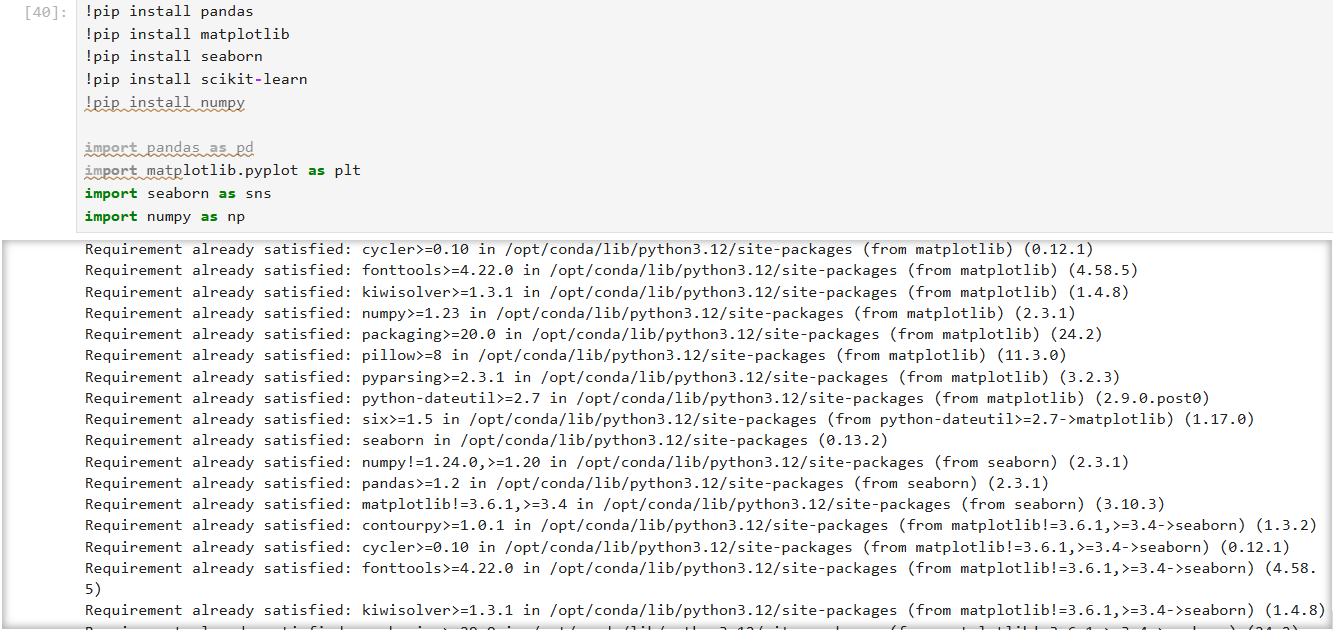 [40]:
!pip install pandas
!pip install matplotlib
!pip install seaborn
!pip install scikit-learn
!pip install numpy
import pandas as pd
import matplotlib.pyplot as plt
import seaborn as sns
import numpy as np
Requirement already satisfied: cycler>=0.10 in /opt/conda/lib/python3.12/site-packages (from matplotlib) (0.12.1)
Requirement already satisfied: fonttools>=4.22.0 in /opt/conda/lib/python3.12/site-packages (from matplotlib) (4.58.5)
Requirement already satisfied: kiwisolver>=1.3.1 in /opt/conda/lib/python3.12/site-packages (from matplotlib) (1.4.8)
Requirement already satisfied: numpy>=1.23 in /opt/conda/lib/python3.12/site-packages (from matplotlib) (2.3.1)
Requirement already satisfied: packaging>=20.0 in /opt/conda/lib/python3.12/site-packages (from matplotlib) (24.2)
Requirement already satisfied: pillow>=8 in /opt/conda/lib/python3.12/site-packages (from matplotlib) (11.3.0)
Requirement already satisfied: pyparsing>=2.3.1 in /opt/conda/lib/python3.12/site-packages (from matplotlib) (3.2.3)
Requirement already satisfied: python-dateutil>=2.7 in /opt/conda/lib/python3.12/site-packages (from matplotlib) (2.9.0.post0)
Requirement already satisfied: six>=1.5 in /opt/conda/lib/python3.12/site-packages (from python-dateutil>=2.7->matplotlib) (1.17.0)
Requirement already satisfied: seaborn in /opt/conda/lib/python3.12/site-packages (0.13.2)
Requirement already satisfied: numpy!=1.24.0,>=1.20 in /opt/conda/lib/python3.12/site-packages (from seaborn) (2.3.1)
Requirement already satisfied: pandas>=1.2 in /opt/conda/lib/python3.12/site-packages (from seaborn) (2.3.1)
Requirement already satisfied: matplotlib!=3.6.1,>=3.4 in /opt/conda/lib/python3.12/site-packages (from seaborn) (3.10.3)
Requirement already satisfied: contourpy>=1.0.1 in /opt/conda/lib/python3.12/site-packages (from matplotlib!=3.6.1,>=3.4->seaborn) (1.3.2)
Requirement already satisfied: cycler>=0.10 in /opt/conda/lib/python3.12/site-packages (from matplotlib!=3.6.1,>=3.4->seaborn) (0.12.1)
Requirement already satisfied: fonttools>=4.22.0 in /opt/conda/lib/python3.12/site-packages (from matplotlib!=3.6.1,>=3.4->seaborn) (4.58.
5)
Requirement already satisfied: kiwisolver>=1.3.1 in /opt/conda/lib/python3.12/site-packages (from matplotlib!=3.6.1,>=3.4->seaborn) (1.4.8)